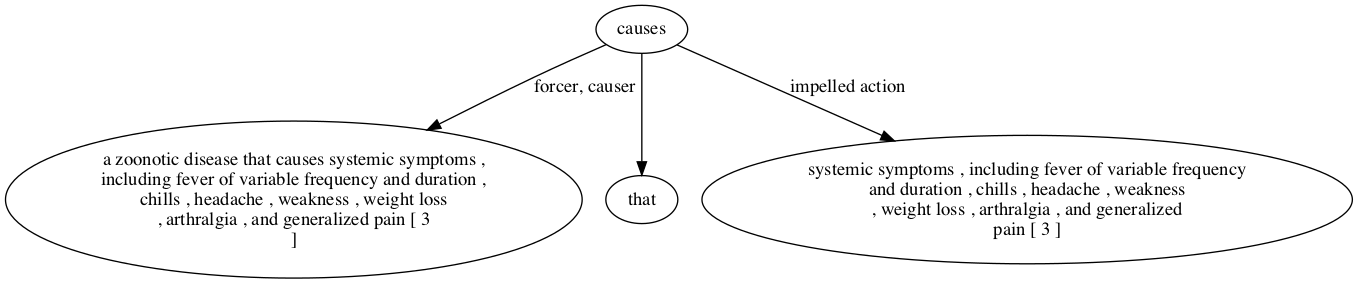 causes
forcer, causer
impelled action
a zoonotic disease that causes systemic symptoms ,
including fever of variable frequency and duration ,
chills , headache , weakness , weight loss
, arthralgia , and generalized pain [ 3
]
that
systemic symptoms , including fever of variable frequency
and duration , chills , headache , weakness
, weight loss , arthralgia , and generalized
pain [ 3 ]